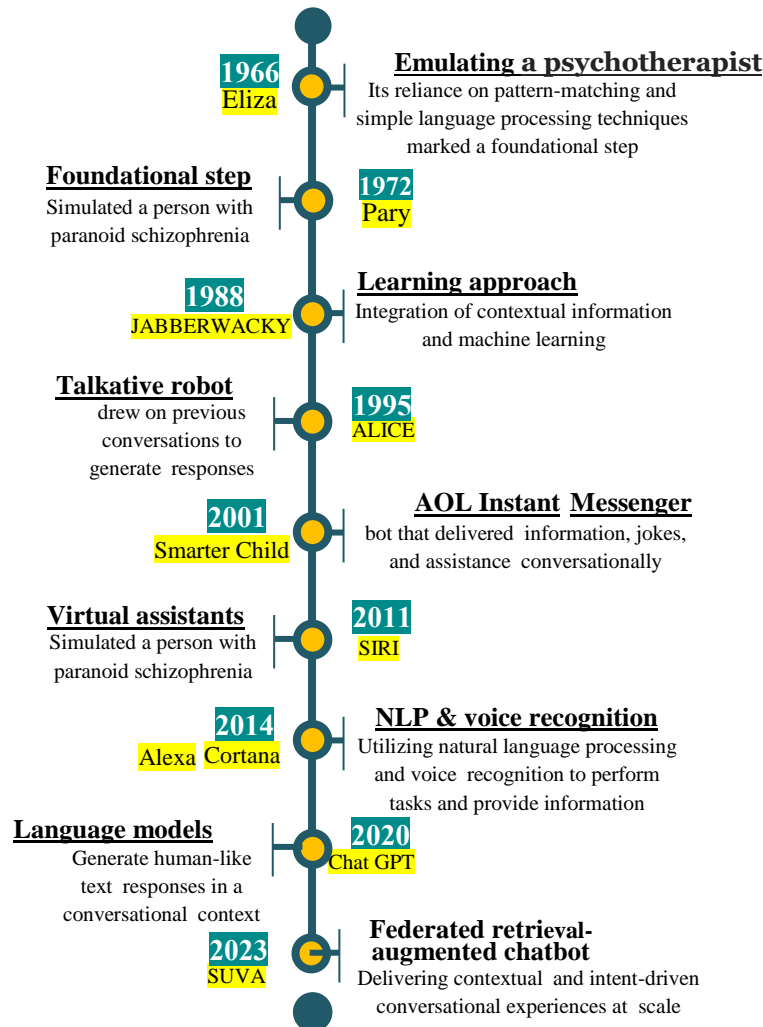 1966
Eliza
Emulating a psychotherapist
Its reliance on pattern-matching and
simple language processing techniques
marked a foundational step
Foundational step
Simulated a person with
paranoid schizophrenia
1972
Pary
1988
JABBERWACKY
Learning approach
Integration of contextual information
and machine learning
Talkative robot
drew on previous
conversations to
generate responses
1995
ALICE
2001
Smarter Child
AOL Instant Messenger
bot that delivered information, jokes,
and assistance conversationally
Virtual assistants
Simulated a person with
paranoid schizophrenia
2011
SIRI
2014
Alexa Cortana
NLP & voice recognition
Utilizing natural language processing
and voice recognition to perform
tasks and provide information
Language models
Generate human-like
text responses in a
conversational context
2020
Chat GPT
2023
SUVA
Federated retrieval-
augmented chatbot
Delivering contextual and intent-driven
conversational experiences at scale